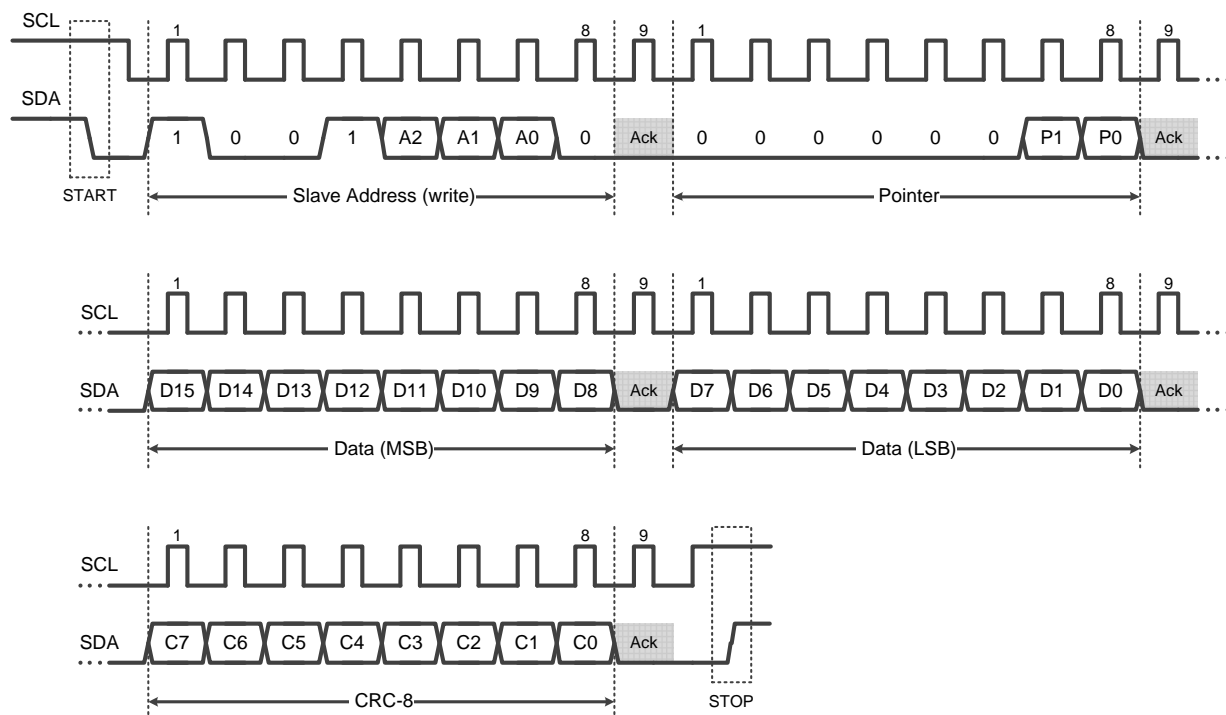 SCL
1 8 9 1 8 9
SDA
1 0 0 1 A2 A1 A0 0 Ack 0 0 0 0 0 0 P1 P0 Ack
START Slave Address (write) Pointer
1 8 9 1 8 9
SCL
SDA D15 D14 D13 D12 D11 D10 D9 D8 Ack D7 D6 D5 D4 D3 D2 D1 D0 Ack
Data (MSB) Data (LSB)
1 8 9
SCL
SDA C7 C6 C5 C4 C3 C2 C1 C0 Ack
CRC-8 STOP